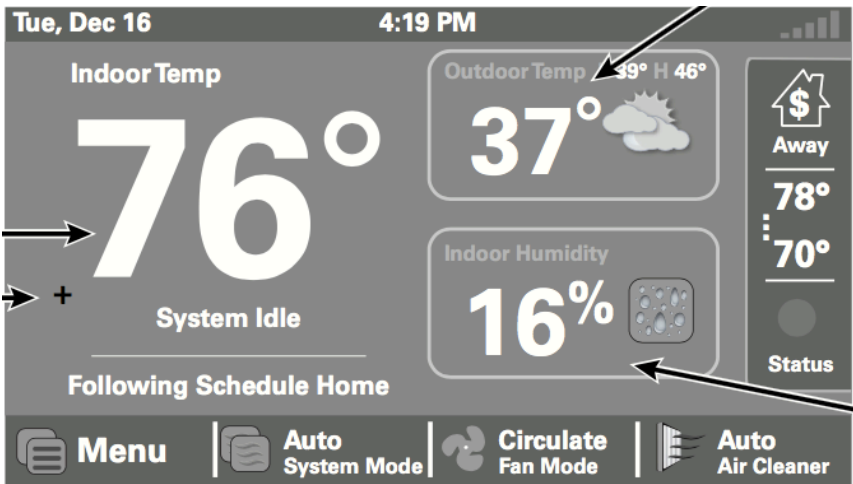 Tue, Dec 16 4:19 PM
Indoor Temp
76°
+
System Idle
Following Schedule Home
Outdoor Temp 39° H 46°
37°
Indoor Humidity
16%
$
Away
78°
70°
Status
Menu
Auto
System Mode
Circulate
Fan Mode
Auto
Air Cleaner